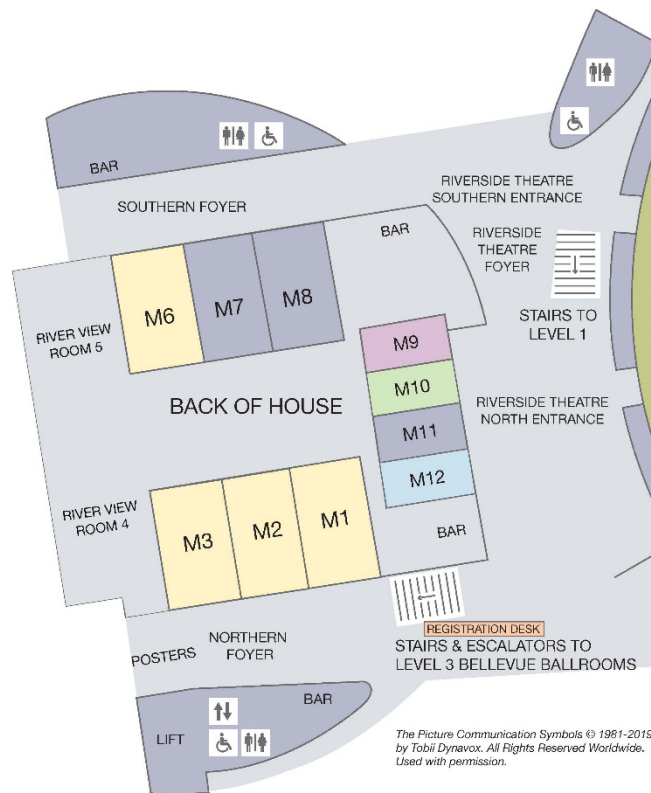 BAR
SOUTHERN FOYER
RIVERSIDE THEATRE
SOUTHERN ENTRANCE
BAR
RIVERSIDE
THEATRE
FOYER
M6
M7
M8
STAIRS TO
LEVEL 1
RIVER VIEW
ROOM 5
M9
M10
BACK OF HOUSE
RIVERSIDE THEATRE
NORTH ENTRANCE
M11
M12
RIVER VIEW
ROOM 4
M3
M2
M1
BAR
REGISTRATION DESK
STAIRS & ESCALATORS TO
LEVEL 3 BELLEVUE BALLROOMS
POSTERS
NORTHERN
FOYER
BAR
LIFT
The Picture Communication Symbols © 1981-2019
by Tobii Dynavox. All Rights Reserved Worldwide.
Used with permission.